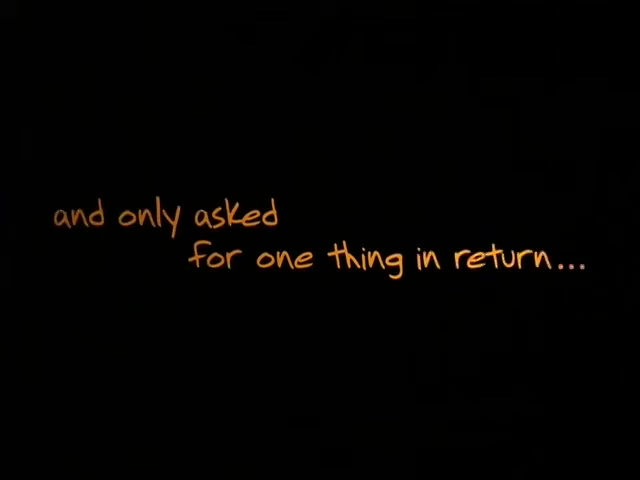 and only asked
for one thing in return...